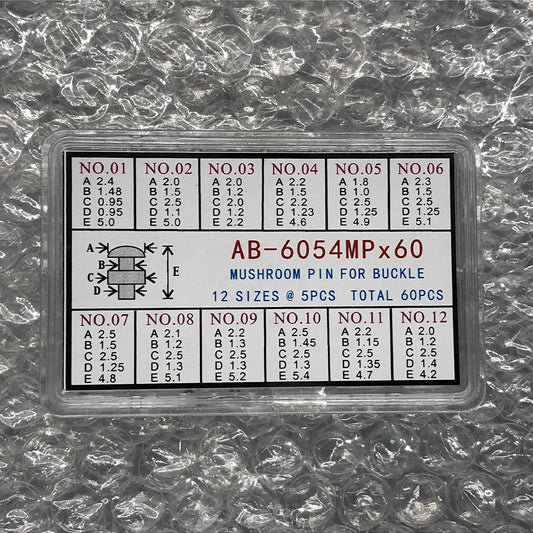 NO.01 NO.02 NO.03 NO.04 NO.05 NO.06
A 2.4 A 2.0 A 2.0 A 2.2 A 1.8 A 2.3
B 1.48 B 1.5 B 1.2 B 1.5 B 1.0 B 1.5
C 0.95 C 2.5 C 2.0 C 2.2 C 2.5 C 2.5
D 0.95 D 1.1 D 1.2 D 1.23 D 1.25 D 1.25
E 5.0 E 5.0 E 2.2 E 4.6 E 4.9 E 5.1
AB-6054MPx60
MUSHROOM PIN FOR BUCKLE
12 SIZES @ 5PCS TOTAL 60PCS
A
B
C
D
E
NO.07 NO.08 NO.09 NO.10 NO.11 NO.12
A 2.5 A 2.1 A 2.2 A 2.5 A 2.2 A 2.0
B 1.5 B 1.2 B 1.3 B 1.45 B 1.15 B 1.2
C 2.5 C 2.5 C 2.5 C 2.5 C 2.5 C 2.5
D 1.25 D 1.3 D 1.3 D 1.3 D 1.35 D 1.4
E 4.8 E 5.1 E 5.2 E 5.4 E 4.7 E 4.2